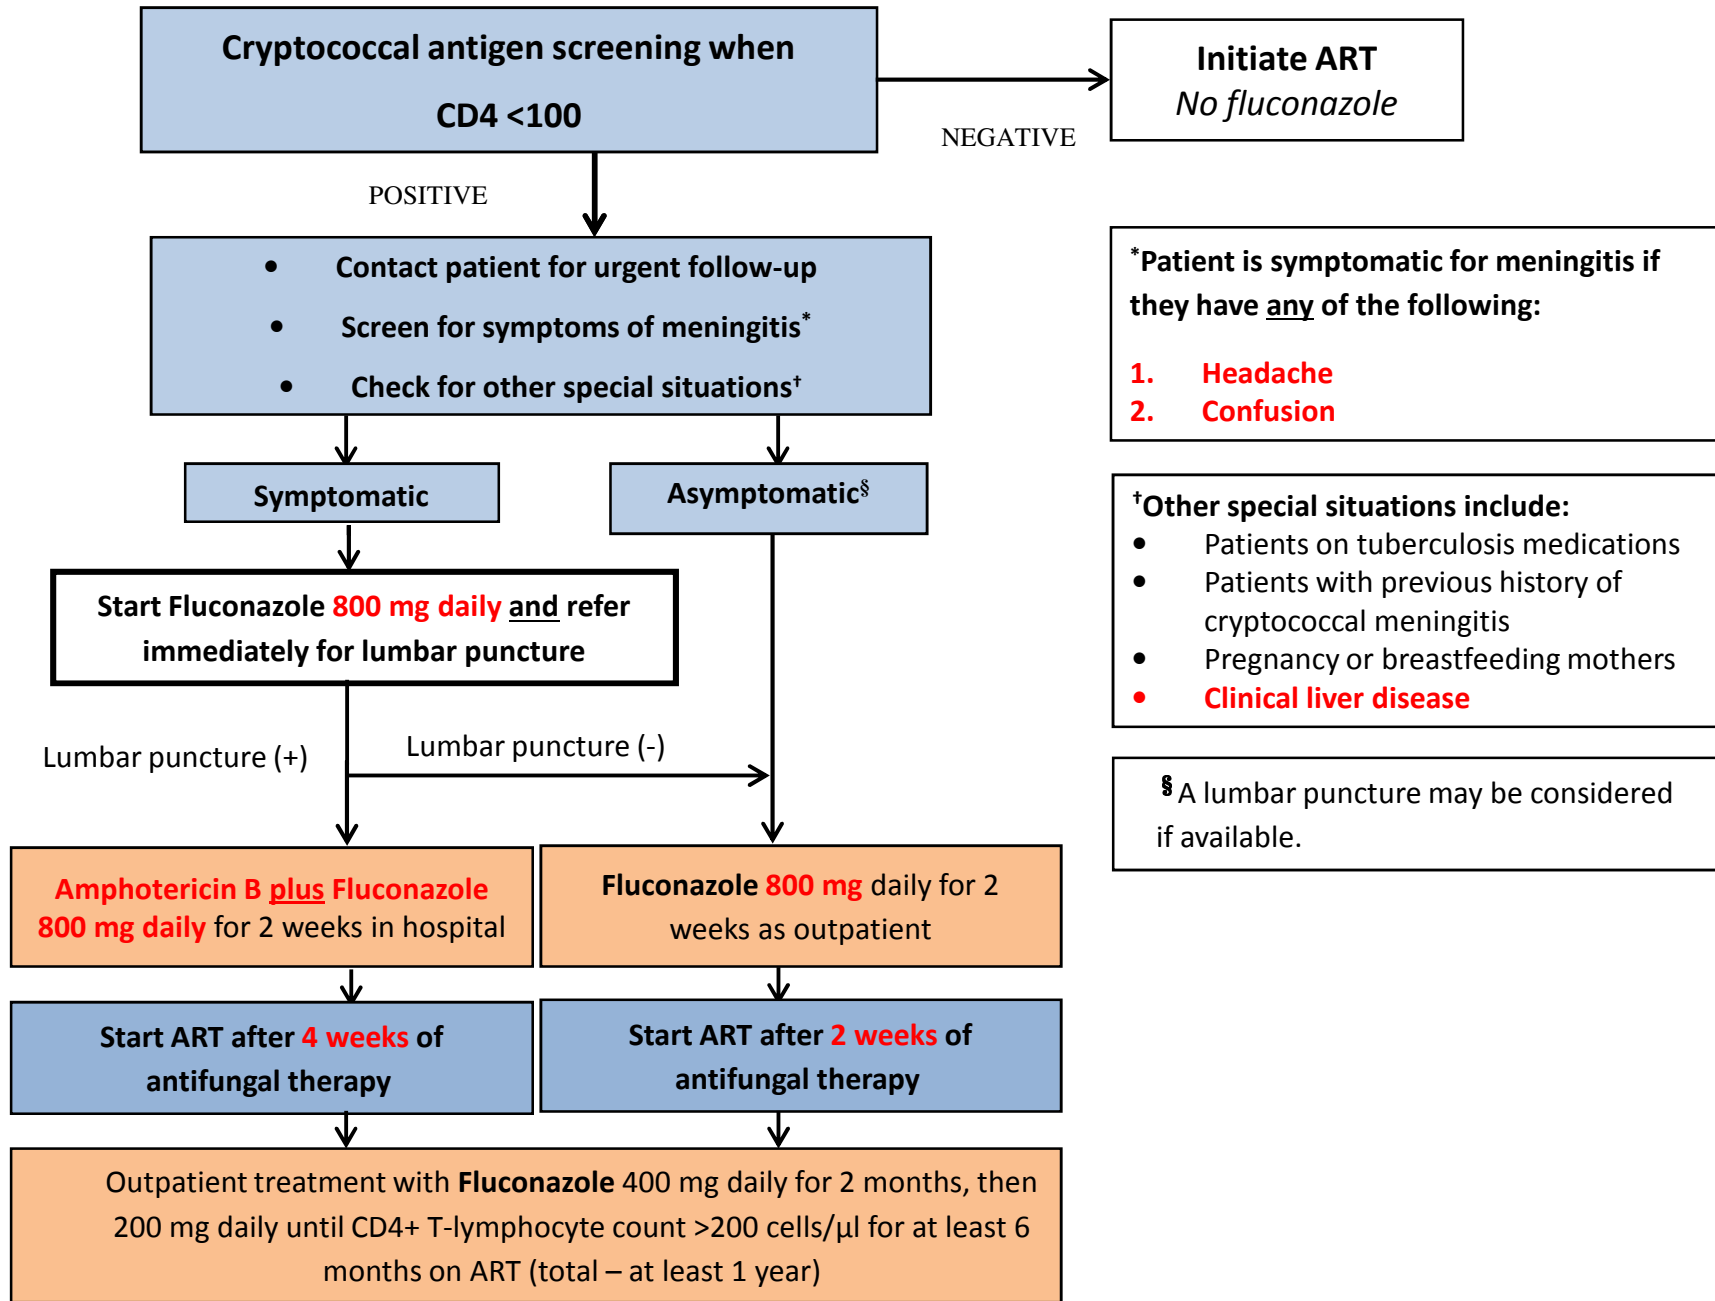 Cryptococcal antigen screening when
CD4 <100
Initiate ART
No fluconazole
NEGATIVE
POSITIVE
• Contact patient for urgent follow-up
• Screen for symptoms of meningitis*
• Check for other special situations†
*Patient is symptomatic for meningitis if
they have any of the following:
1. Headache
2. Confusion
Symptomatic
Asymptomatic§
†Other special situations include:
• Patients on tuberculosis medications
• Patients with previous history of
cryptococcal meningitis
• Pregnancy or breastfeeding mothers
• Clinical liver disease
Start Fluconazole 800 mg daily and refer
immediately for lumbar puncture
Lumbar puncture (+)
Lumbar puncture (-)
§ A lumbar puncture may be considered
if available.
Amphotericin B plus Fluconazole
800 mg daily for 2 weeks in hospital
Fluconazole 800 mg daily for 2
weeks as outpatient
Start ART after 4 weeks of
antifungal therapy
Start ART after 2 weeks of
antifungal therapy
Outpatient treatment with Fluconazole 400 mg daily for 2 months, then
200 mg daily until CD4+ T-lymphocyte count >200 cells/µl for at least 6
months on ART (total – at least 1 year)